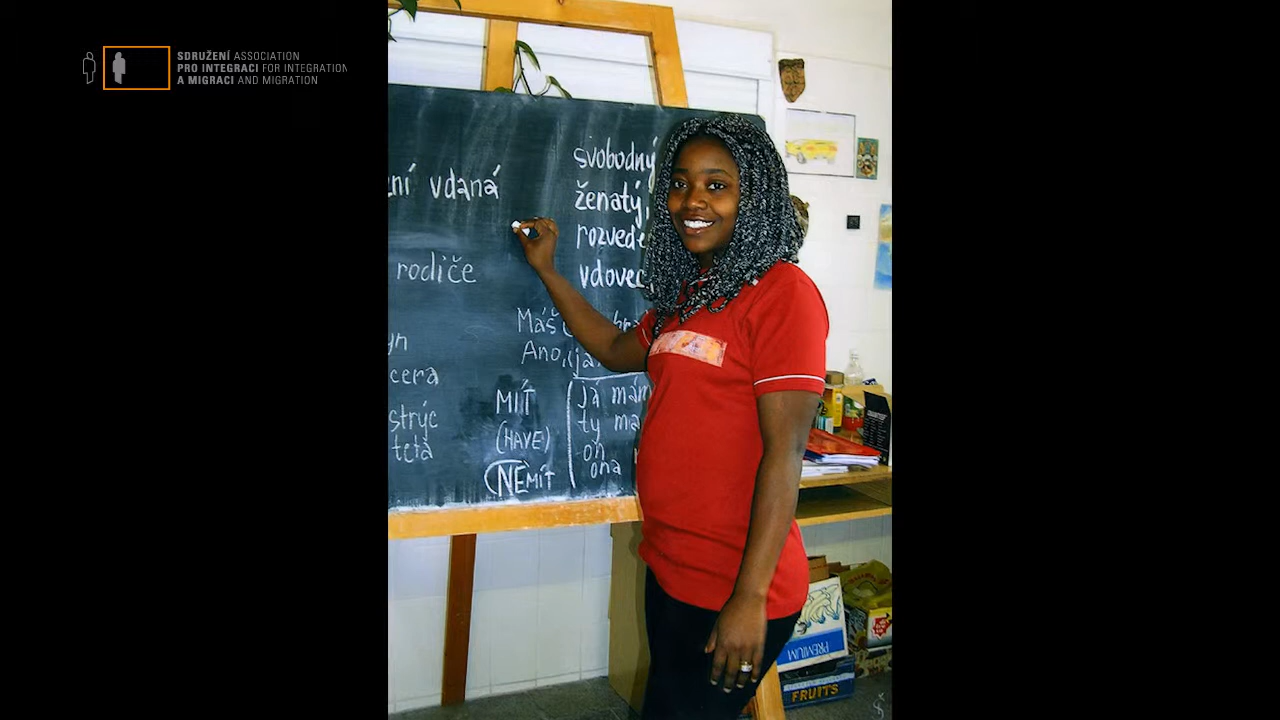 SDRUŽENÍ ASSOCIATION
PRO INTEGRACI FOR INTEGRATION
A MIGRACI AND MIGRATION
ní vdaná
svobodný
ženatý,
rozvede
vdovec
rodiče
Máš
Ano, já
yn
cera
strýc
teta
MÍT
(HAVE)
NEMÍT
já mám
ty má
on
ona
PREMIUM
FRUITS